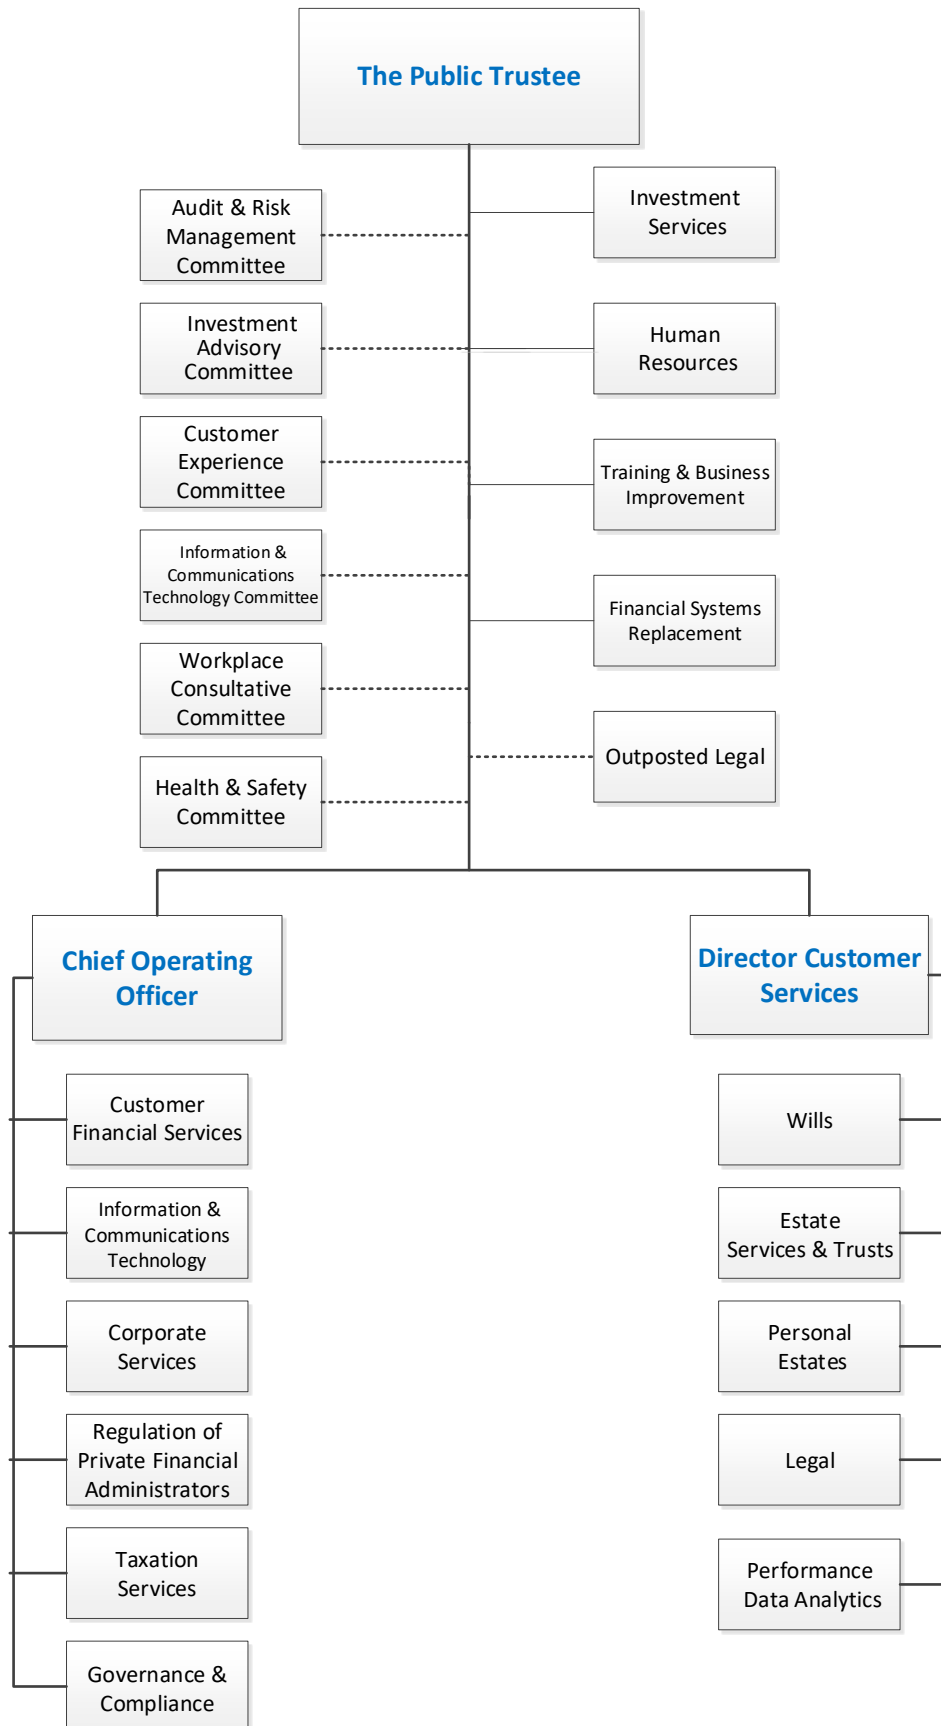 The Public Trustee
Audit & Risk
Management
Committee
Investment
Services
Investment
Advisory
Committee
Human
Resources
Customer
Experience
Committee
Training & Business
Improvement
Information &
Communications
Technology Committee
Financial Systems
Replacement
Workplace
Consultative
Committee
Outposted Legal
Health & Safety
Committee
Chief Operating
Officer
Director Customer
Services
Customer
Financial Services
Wills
Information &
Communications
Technology
Estate
Services & Trusts
Corporate
Services
Personal
Estates
Regulation of
Private Financial
Administrators
Legal
Taxation
Services
Performance
Data Analytics
Governance &
Compliance